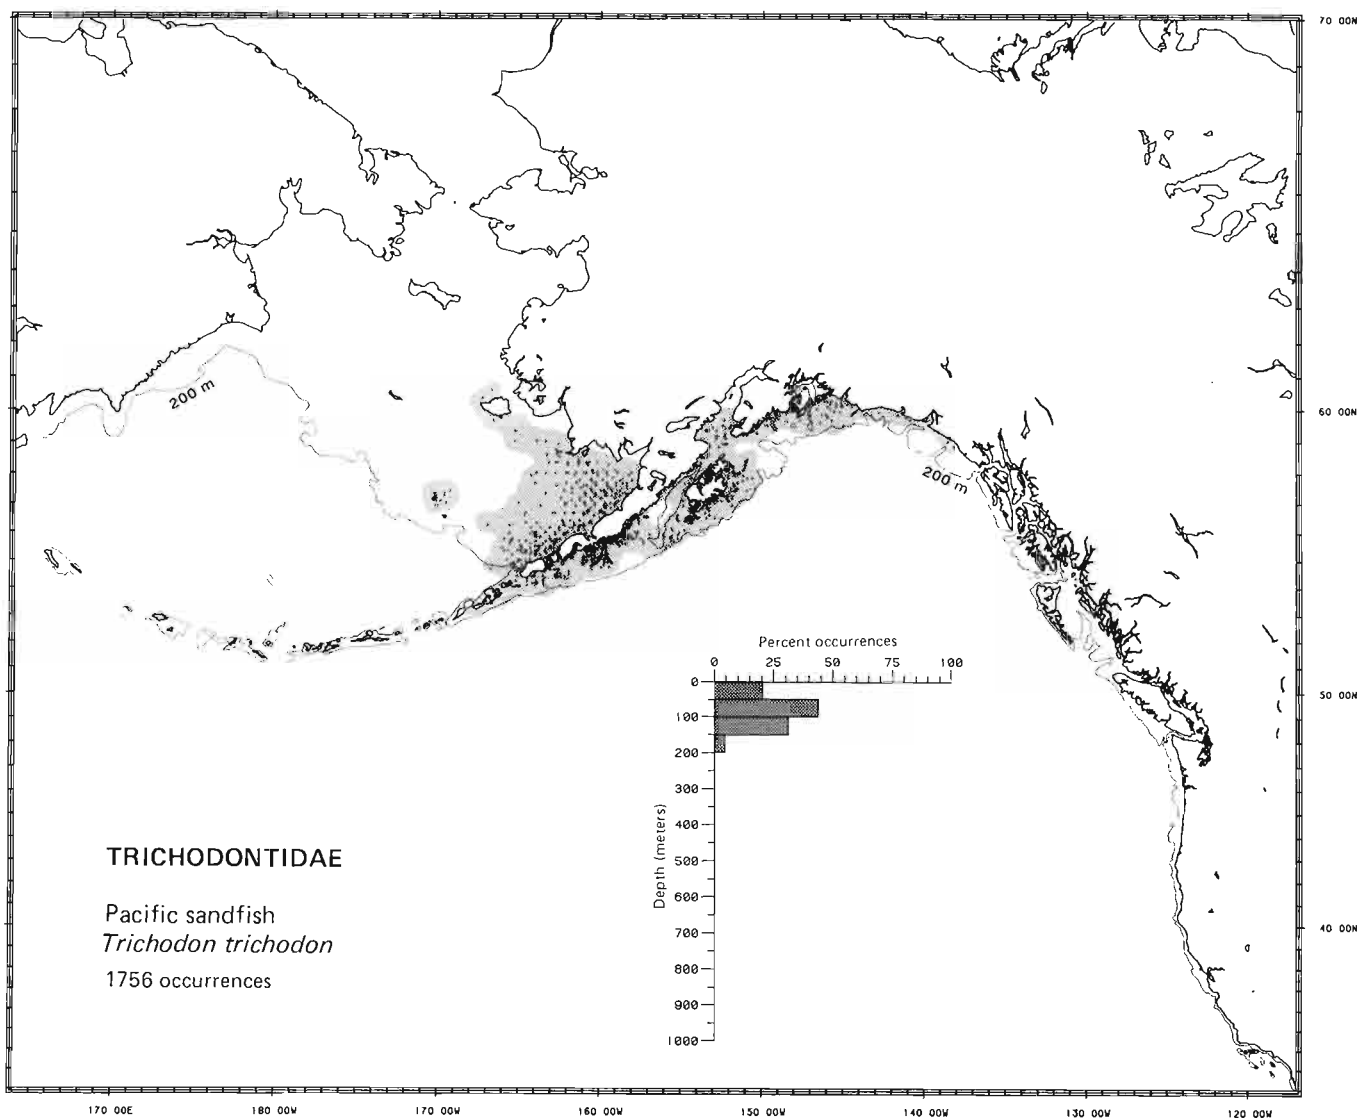 70 00N
200 m
60 00N
200 m
Percent occurrences
0 25 50 75 100
0
100
200
300
400
500
600
700
800
900
1000
Depth (meters)
50 00N
40 00N
TRICHODONTIDAE
Pacific sandfish
Trichodon trichodon
1756 occurrences
170 00E 180 00W 170 00W 160 00W 150 00W 140 00W 130 00W 120 00W